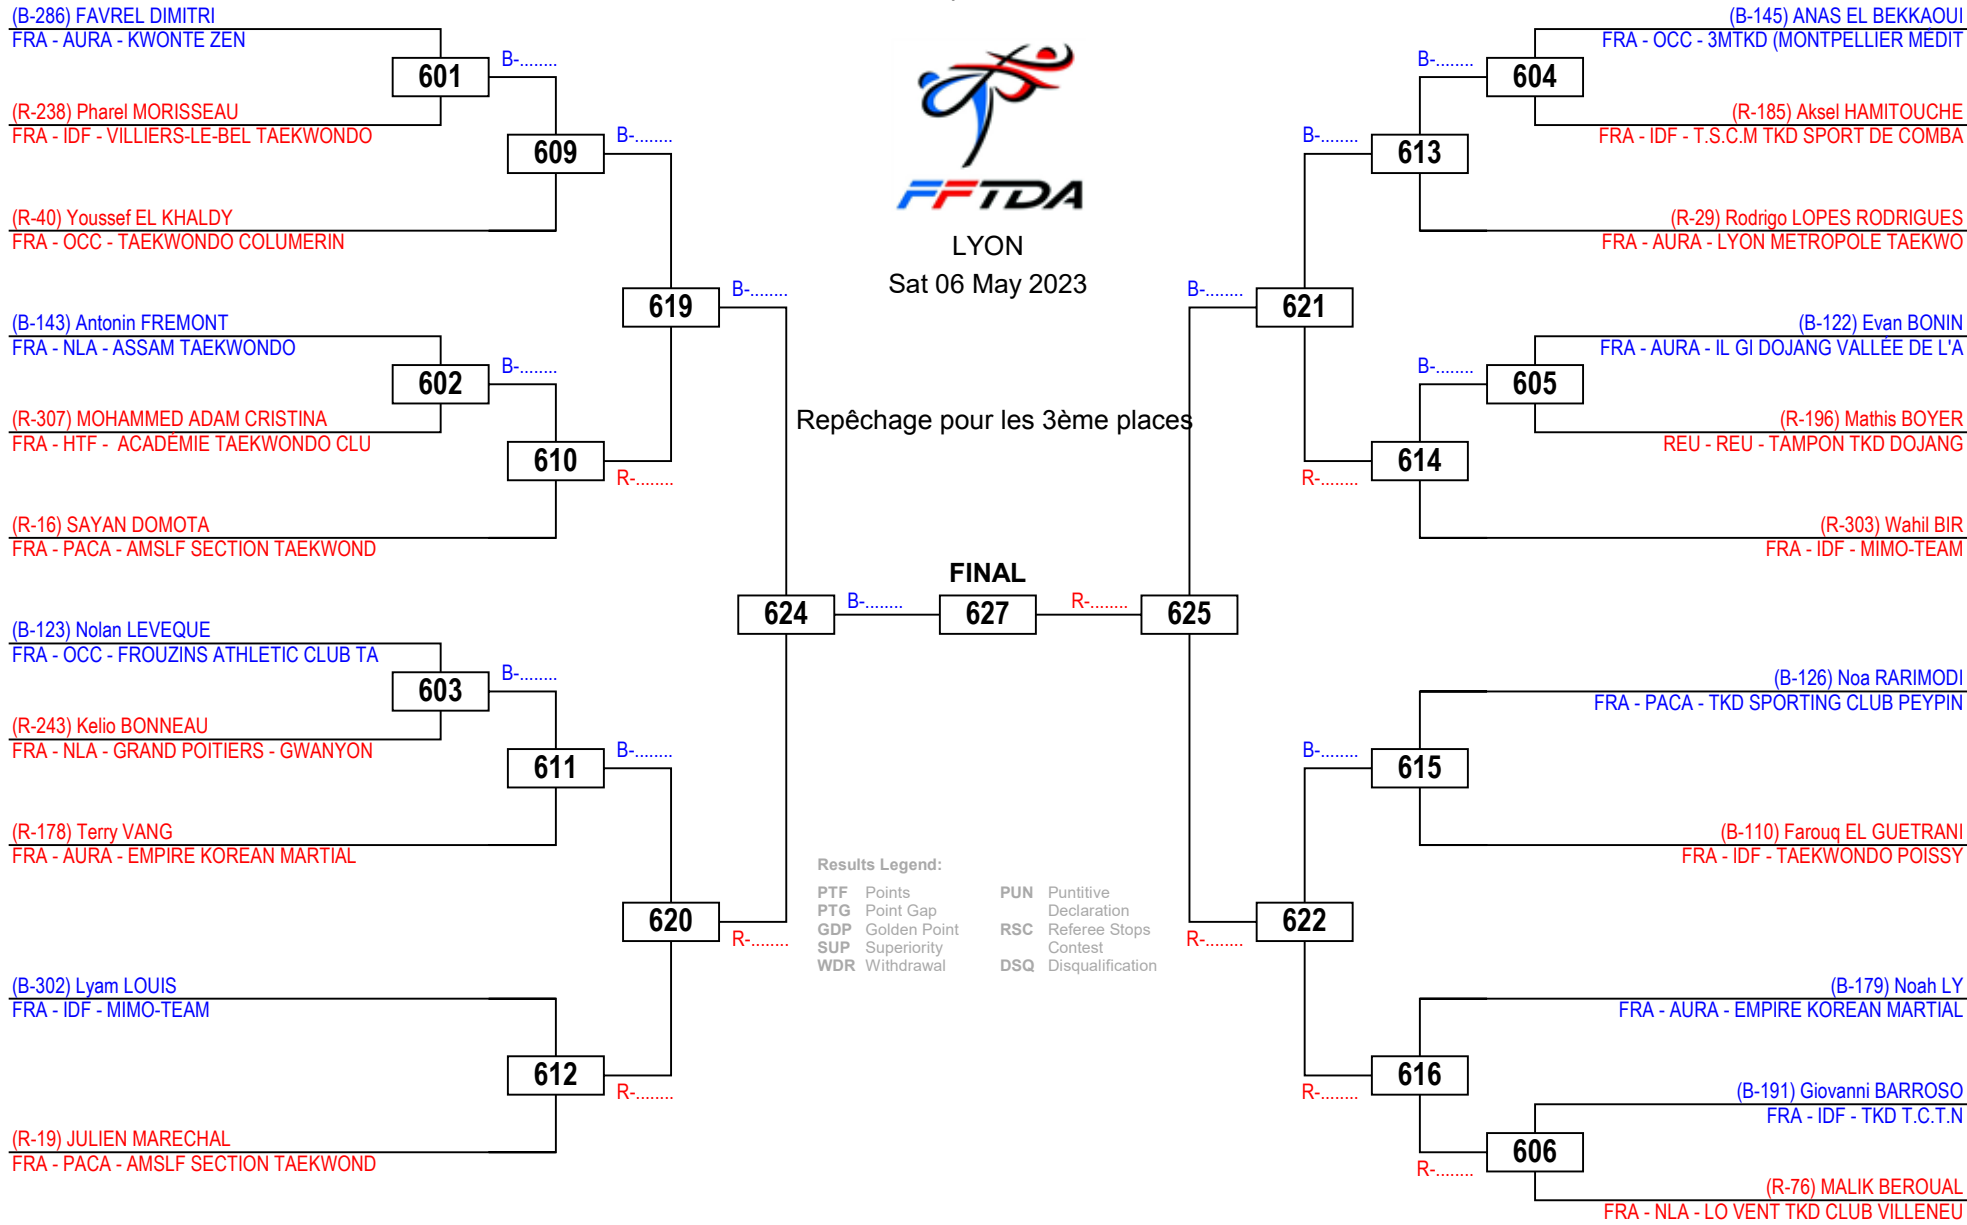 (B-286) FAVREL DIMITRI
FRA - AURA - KWONTE ZEN
601
B-........
(R-238) Pharel MORISSEAU
FRA - IDF - VILLIERS-LE-BEL TAEKWONDO
609
B-........
(R-40) Youssef EL KHALDY
FRA - OCC - TAEKWONDO COLUMERIN
619
B-........
(B-143) Antonin FREMONT
FRA - NLA - ASSAM TAEKWONDO
602
B-........
(R-307) MOHAMMED ADAM CRISTINA
FRA - HTF -  ACADÉMIE TAEKWONDO CLU
610
R-........
(R-16) SAYAN DOMOTA
FRA - PACA - AMSLF SECTION TAEKWOND
624
B-........
(B-123) Nolan LEVEQUE
FRA - OCC - FROUZINS ATHLETIC CLUB TA
603
B-........
(R-243) Kelio BONNEAU
FRA - NLA - GRAND POITIERS - GWANYON
611
B-........
(R-178) Terry VANG
FRA - AURA - EMPIRE KOREAN MARTIAL
620
R-........
(B-302) Lyam LOUIS
FRA - IDF - MIMO-TEAM
612
R-........
(R-19) JULIEN MARECHAL
FRA - PACA - AMSLF SECTION TAEKWOND
FFTDA
LYON
Sat 06 May 2023
Repêchage pour les 3ème places
FINAL
627
R-........
625
Results Legend:
PTF Points
PTG Point Gap
GDP Golden Point
SUP Superiority
WDR Withdrawal
PUN Puntitive
Declaration
RSC Referee Stops
Contest
DSQ Disqualification
(B-145) ANAS EL BEKKAOUI
FRA - OCC - 3MTKD (MONTPELLIER MÉDIT
B-........
604
(R-185) Aksel HAMITOUCHE
FRA - IDF - T.S.C.M TKD SPORT DE COMBA
B-........
613
(R-29) Rodrigo LOPES RODRIGUES
FRA - AURA - LYON METROPOLE TAEKWO
B-........
621
(B-122) Evan BONIN
FRA - AURA - IL GI DOJANG VALLÉE DE L'A
B-........
605
(R-196) Mathis BOYER
REU - REU - TAMPON TKD DOJANG
R-........
614
(R-303) Wahil BIR
FRA - IDF - MIMO-TEAM
(B-126) Noa RARIMODI
FRA - PACA - TKD SPORTING CLUB PEYPIN
B-........
615
(B-110) Farouq EL GUETRANI
FRA - IDF - TAEKWONDO POISSY
R-........
622
(B-179) Noah LY
FRA - AURA - EMPIRE KOREAN MARTIAL
R-........
616
(B-191) Giovanni BARROSO
FRA - IDF - TKD T.C.T.N
R-........
606
(R-76) MALIK BEROUAL
FRA - NLA - LO VENT TKD CLUB VILLENEU